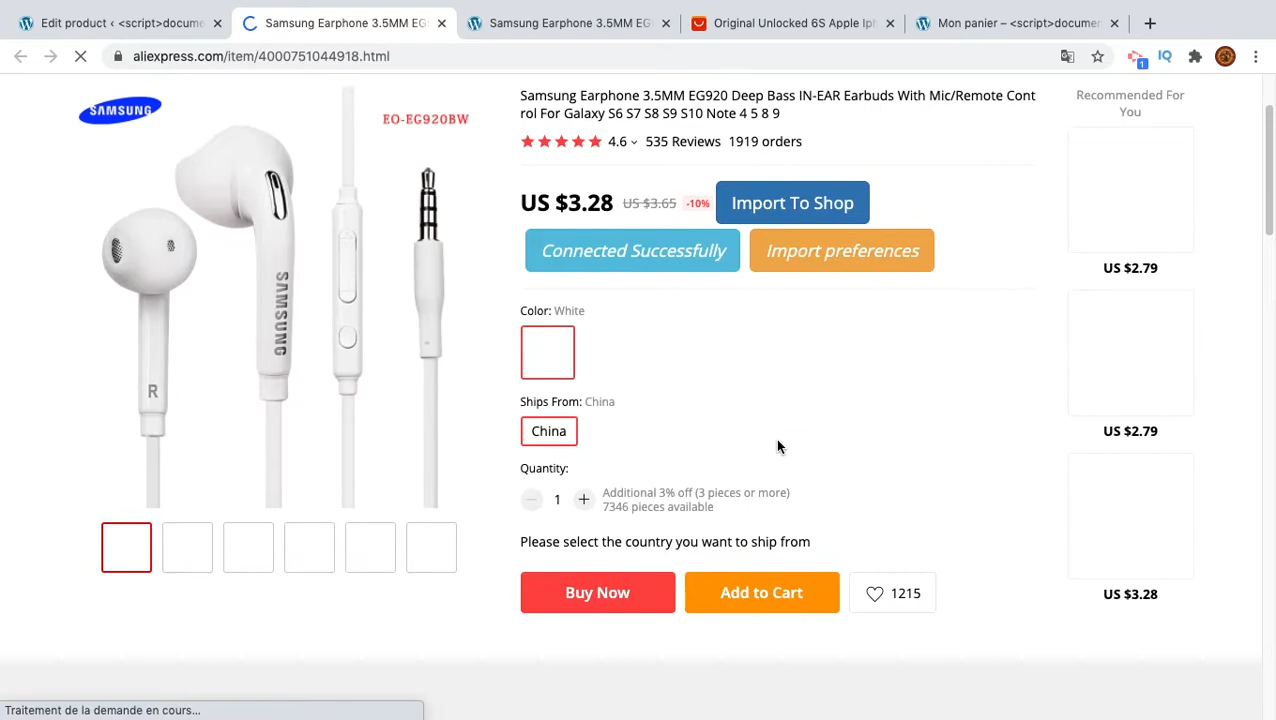 Edit product ‹ <script>docume
Samsung Earphone 3.5MM EG
Samsung Earphone 3.5MM EG
Original Unlocked 6S Apple Iph
Mon panier – <script>documen
aliexpress.com/item/4000751044918.html
IQ
1
SAMSUNG
EO-EG920BW
SAMSUNG
R
Samsung Earphone 3.5MM EG920 Deep Bass IN-EAR Earbuds With Mic/Remote Cont
rol For Galaxy S6 S7 S8 S9 S10 Note 4 5 8 9
4.6 535 Reviews 1919 orders
US $3.28 US $3.65 -10% Import To Shop
Connected Successfully Import preferences
Color: White
Ships From: China
China
Quantity:
1
Additional 3% off (3 pieces or more)
7346 pieces available
Please select the country you want to ship from
Buy Now Add to Cart 1215
Recommended For
You
US $2.79
US $2.79
US $3.28
Traitement de la demande en cours...